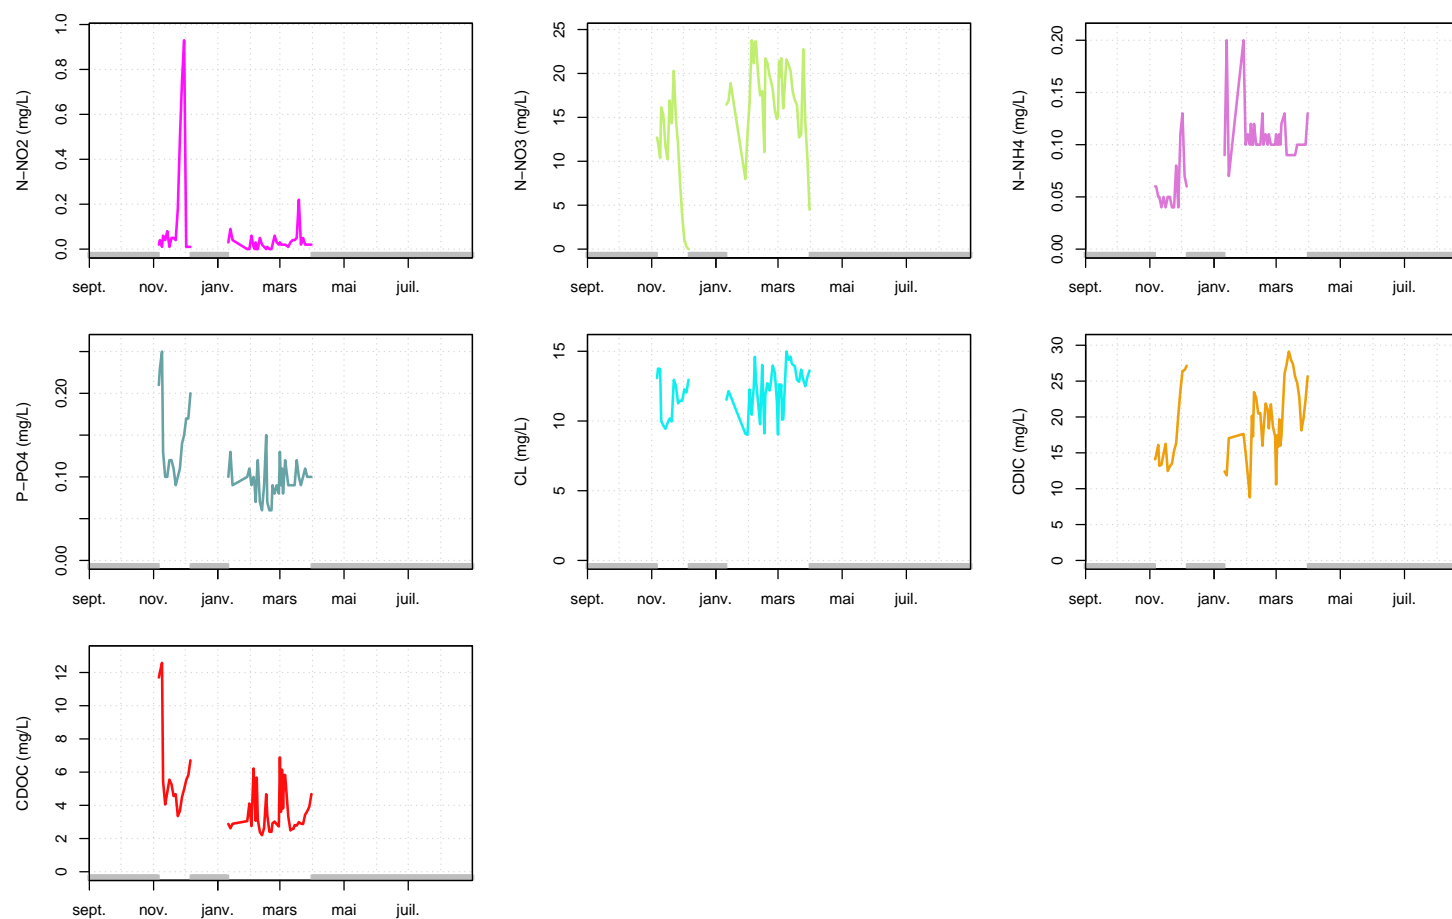 N−NO2 (mg/L)
0.0 0.2 0.4 0.6 0.8 1.0
sept. nov. janv. mars mai juil.
N−NO3 (mg/L)
0 5 10 15 20 25
sept. nov. janv. mars mai juil.
N−NH4 (mg/L)
0.00 0.05 0.10 0.15 0.20
sept. nov. janv. mars mai juil.
P−PO4 (mg/L)
0.00 0.10 0.20
sept. nov. janv. mars mai juil.
CL (mg/L)
0 5 10 15
sept. nov. janv. mars mai juil.
CDIC (mg/L)
0 5 10 15 20 25 30
sept. nov. janv. mars mai juil.
CDOC (mg/L)
0 2 4 6 8 10 12
sept. nov. janv. mars mai juil.